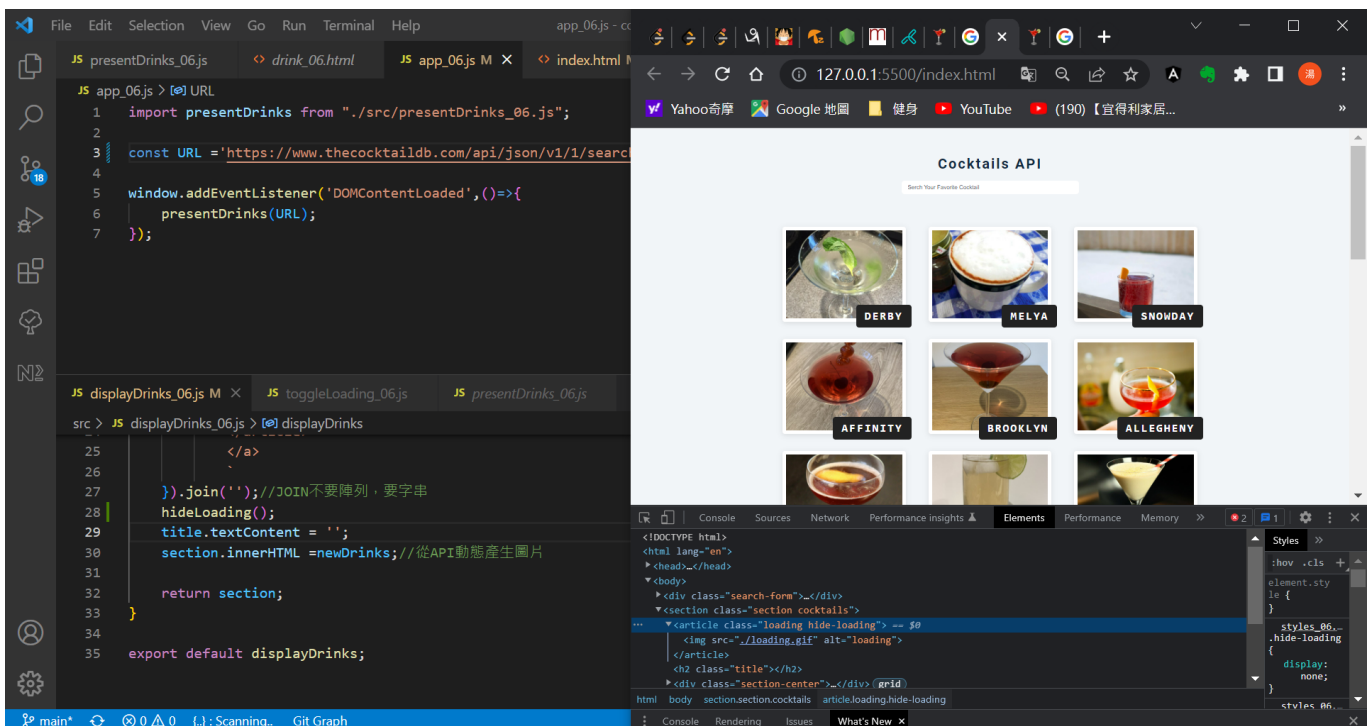 File Edit Selection View Go Run Terminal Help app_06.js - co
JS presentDrinks_06.js <> drink_06.html JS app_06.js M × <> index.html M
JS app_06.js > URL
1 import presentDrinks from "./src/presentDrinks_06.js";
2
3 const URL ='https://www.thecocktaildb.com/api/json/v1/1/search
4
5 window.addEventListener('DOMContentLoaded',()=>{
6 presentDrinks(URL);
7 });
18
JS displayDrinks_06.js M × JS toggleLoading_06.js JS presentDrinks_06.js
src > JS displayDrinks_06.js > displayDrinks
25 </a>
26 `
27 }).join('');//JOIN不要陣列，要字串
28 hideLoading();
29 title.textContent = '';
30 section.innerHTML =newDrinks;//從API動態產生圖片
31
32 return section;
33 }
34
35 export default displayDrinks;
main* 0 0 {..} : Scanning.. Git Graph
127.0.0.1:5500/index.html
Yahoo奇摩 Google 地圖 健身 YouTube (190)【宜得利家居... »
Cocktails API
Serch Your Favorite Cocktail
DERBY MELYA SNOWDAY
AFFINITY BROOKLYN ALLEGHENY
Console Sources Network Performance insights Elements Performance Memory » 2 1
<!DOCTYPE html>
<html lang="en">
<head>…</head>
<body>
<div class="search-form">…</div>
<section class="section cocktails">
<article class="loading hide-loading"> == $0
<img src="./loading.gif" alt="loading">
</article>
<h2 class="title"></h2>
<div class="section-center">…</div> grid
html body section.section.cocktails article.loading.hide-loading
Styles »
:hov .cls +
element.sty
le {
}
styles_06.…
.hide-loading
{
display:
none;
}
styles_06.…
Console Rendering Issues What's New ×